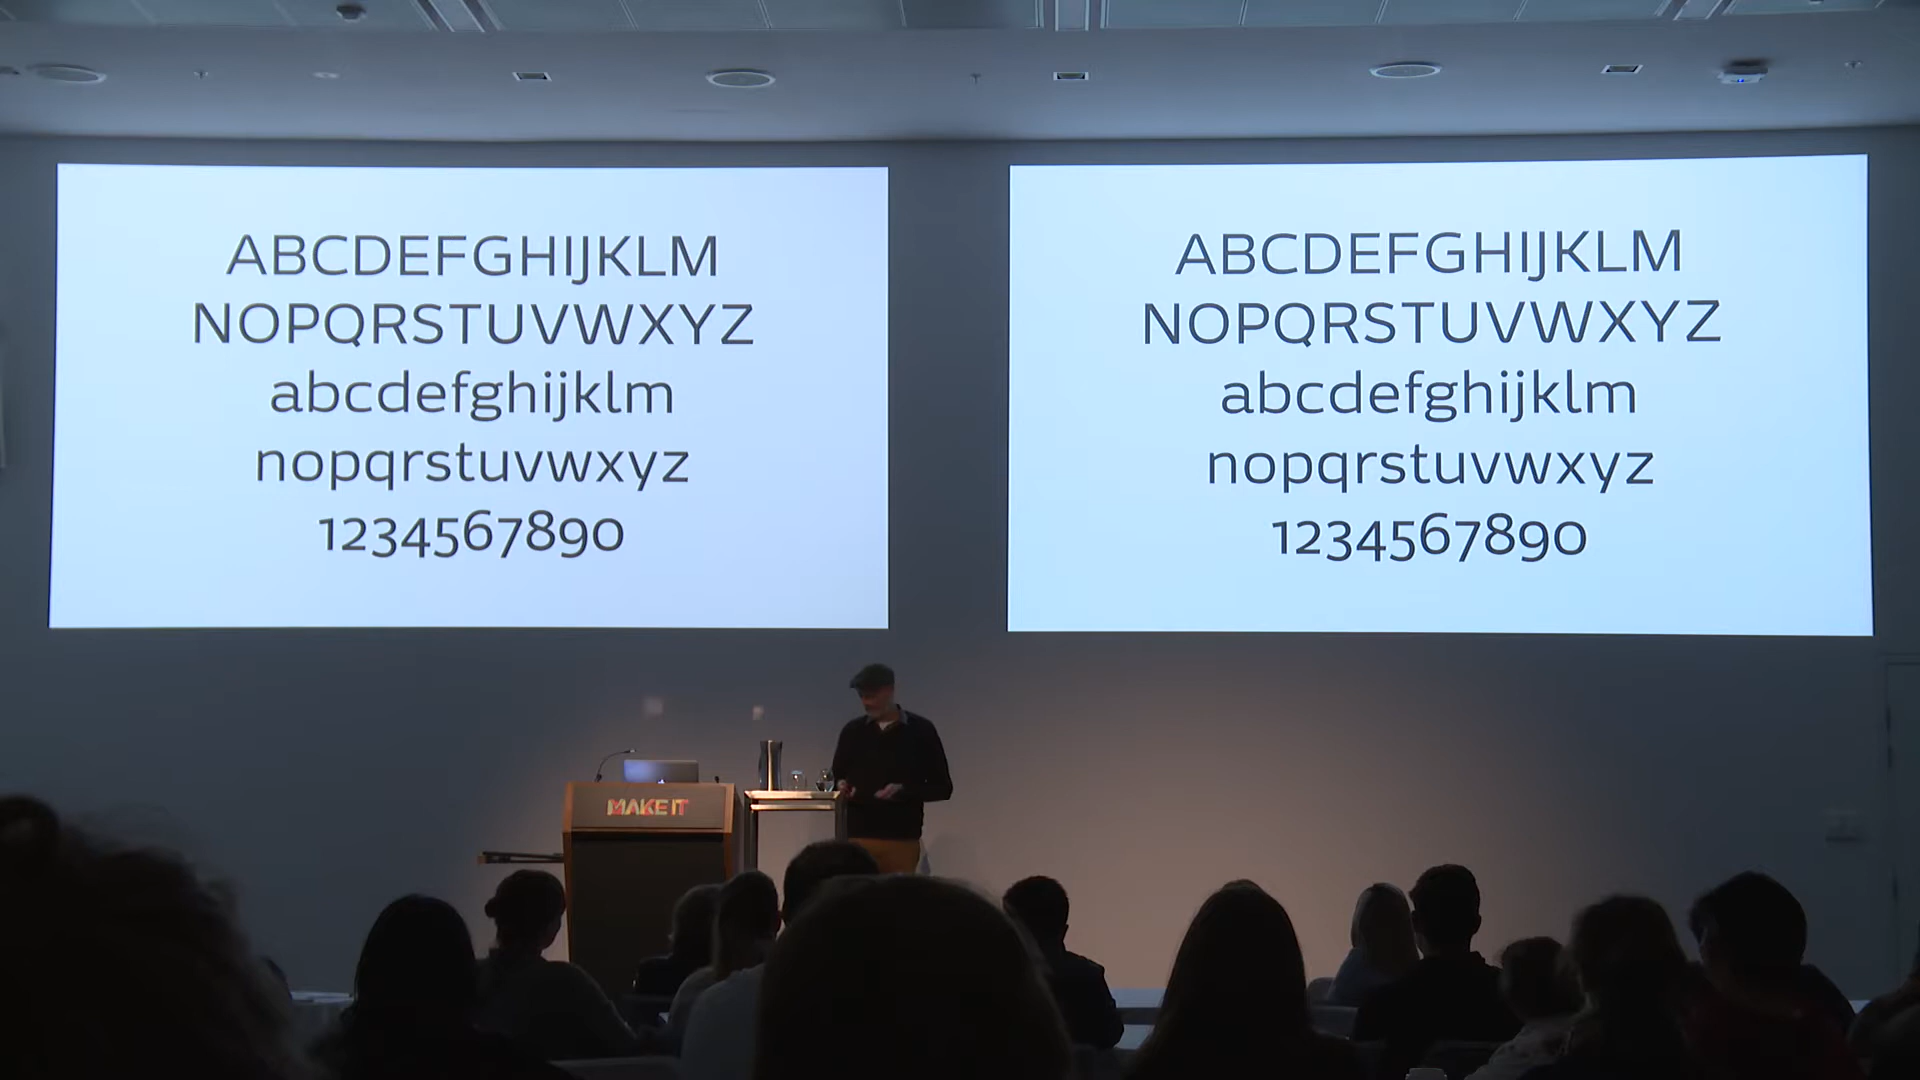 ABCDEFGHIJKLM
NOPQRSTUVWXYZ
abcdefghijklm
nopqrstuvwxyz
1234567890
ABCDEFGHIJKLM
NOPQRSTUVWXYZ
abcdefghijklm
nopqrstuvwxyz
1234567890
MAKE IT